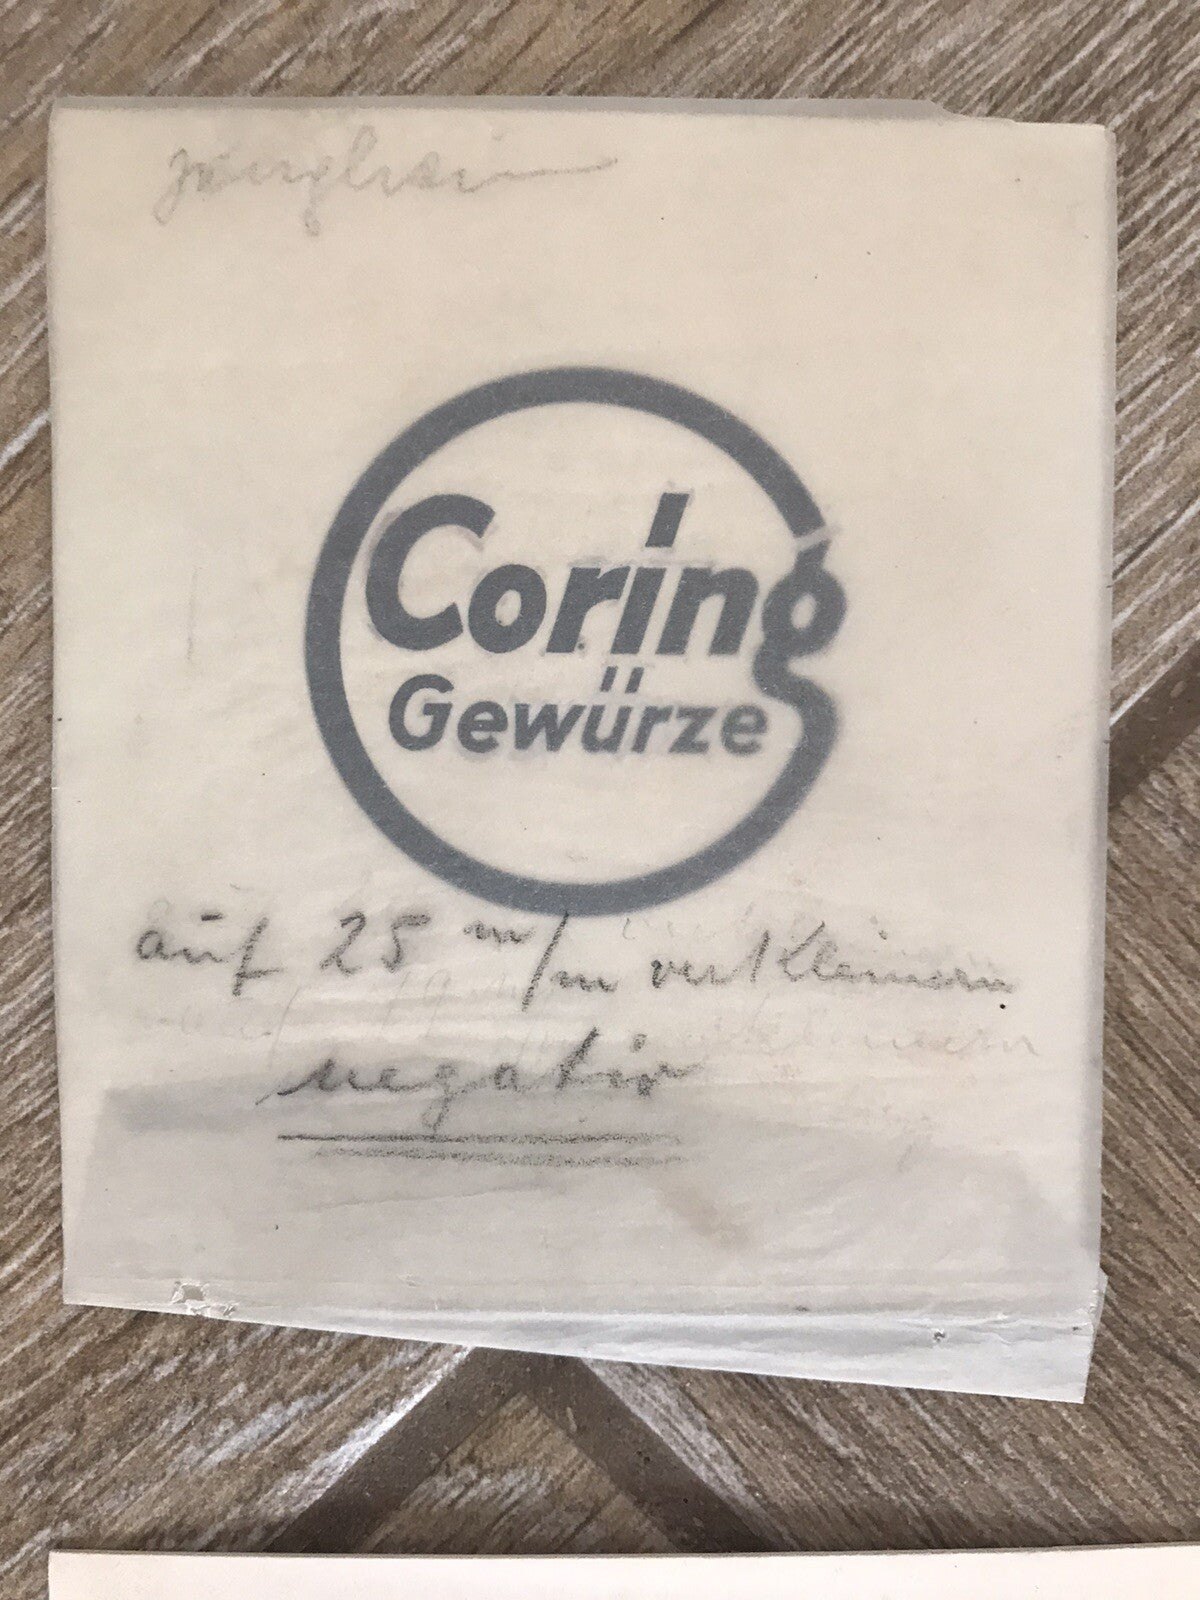 Coring
Gewürze
auf 25 m/m verkleinern
negativ